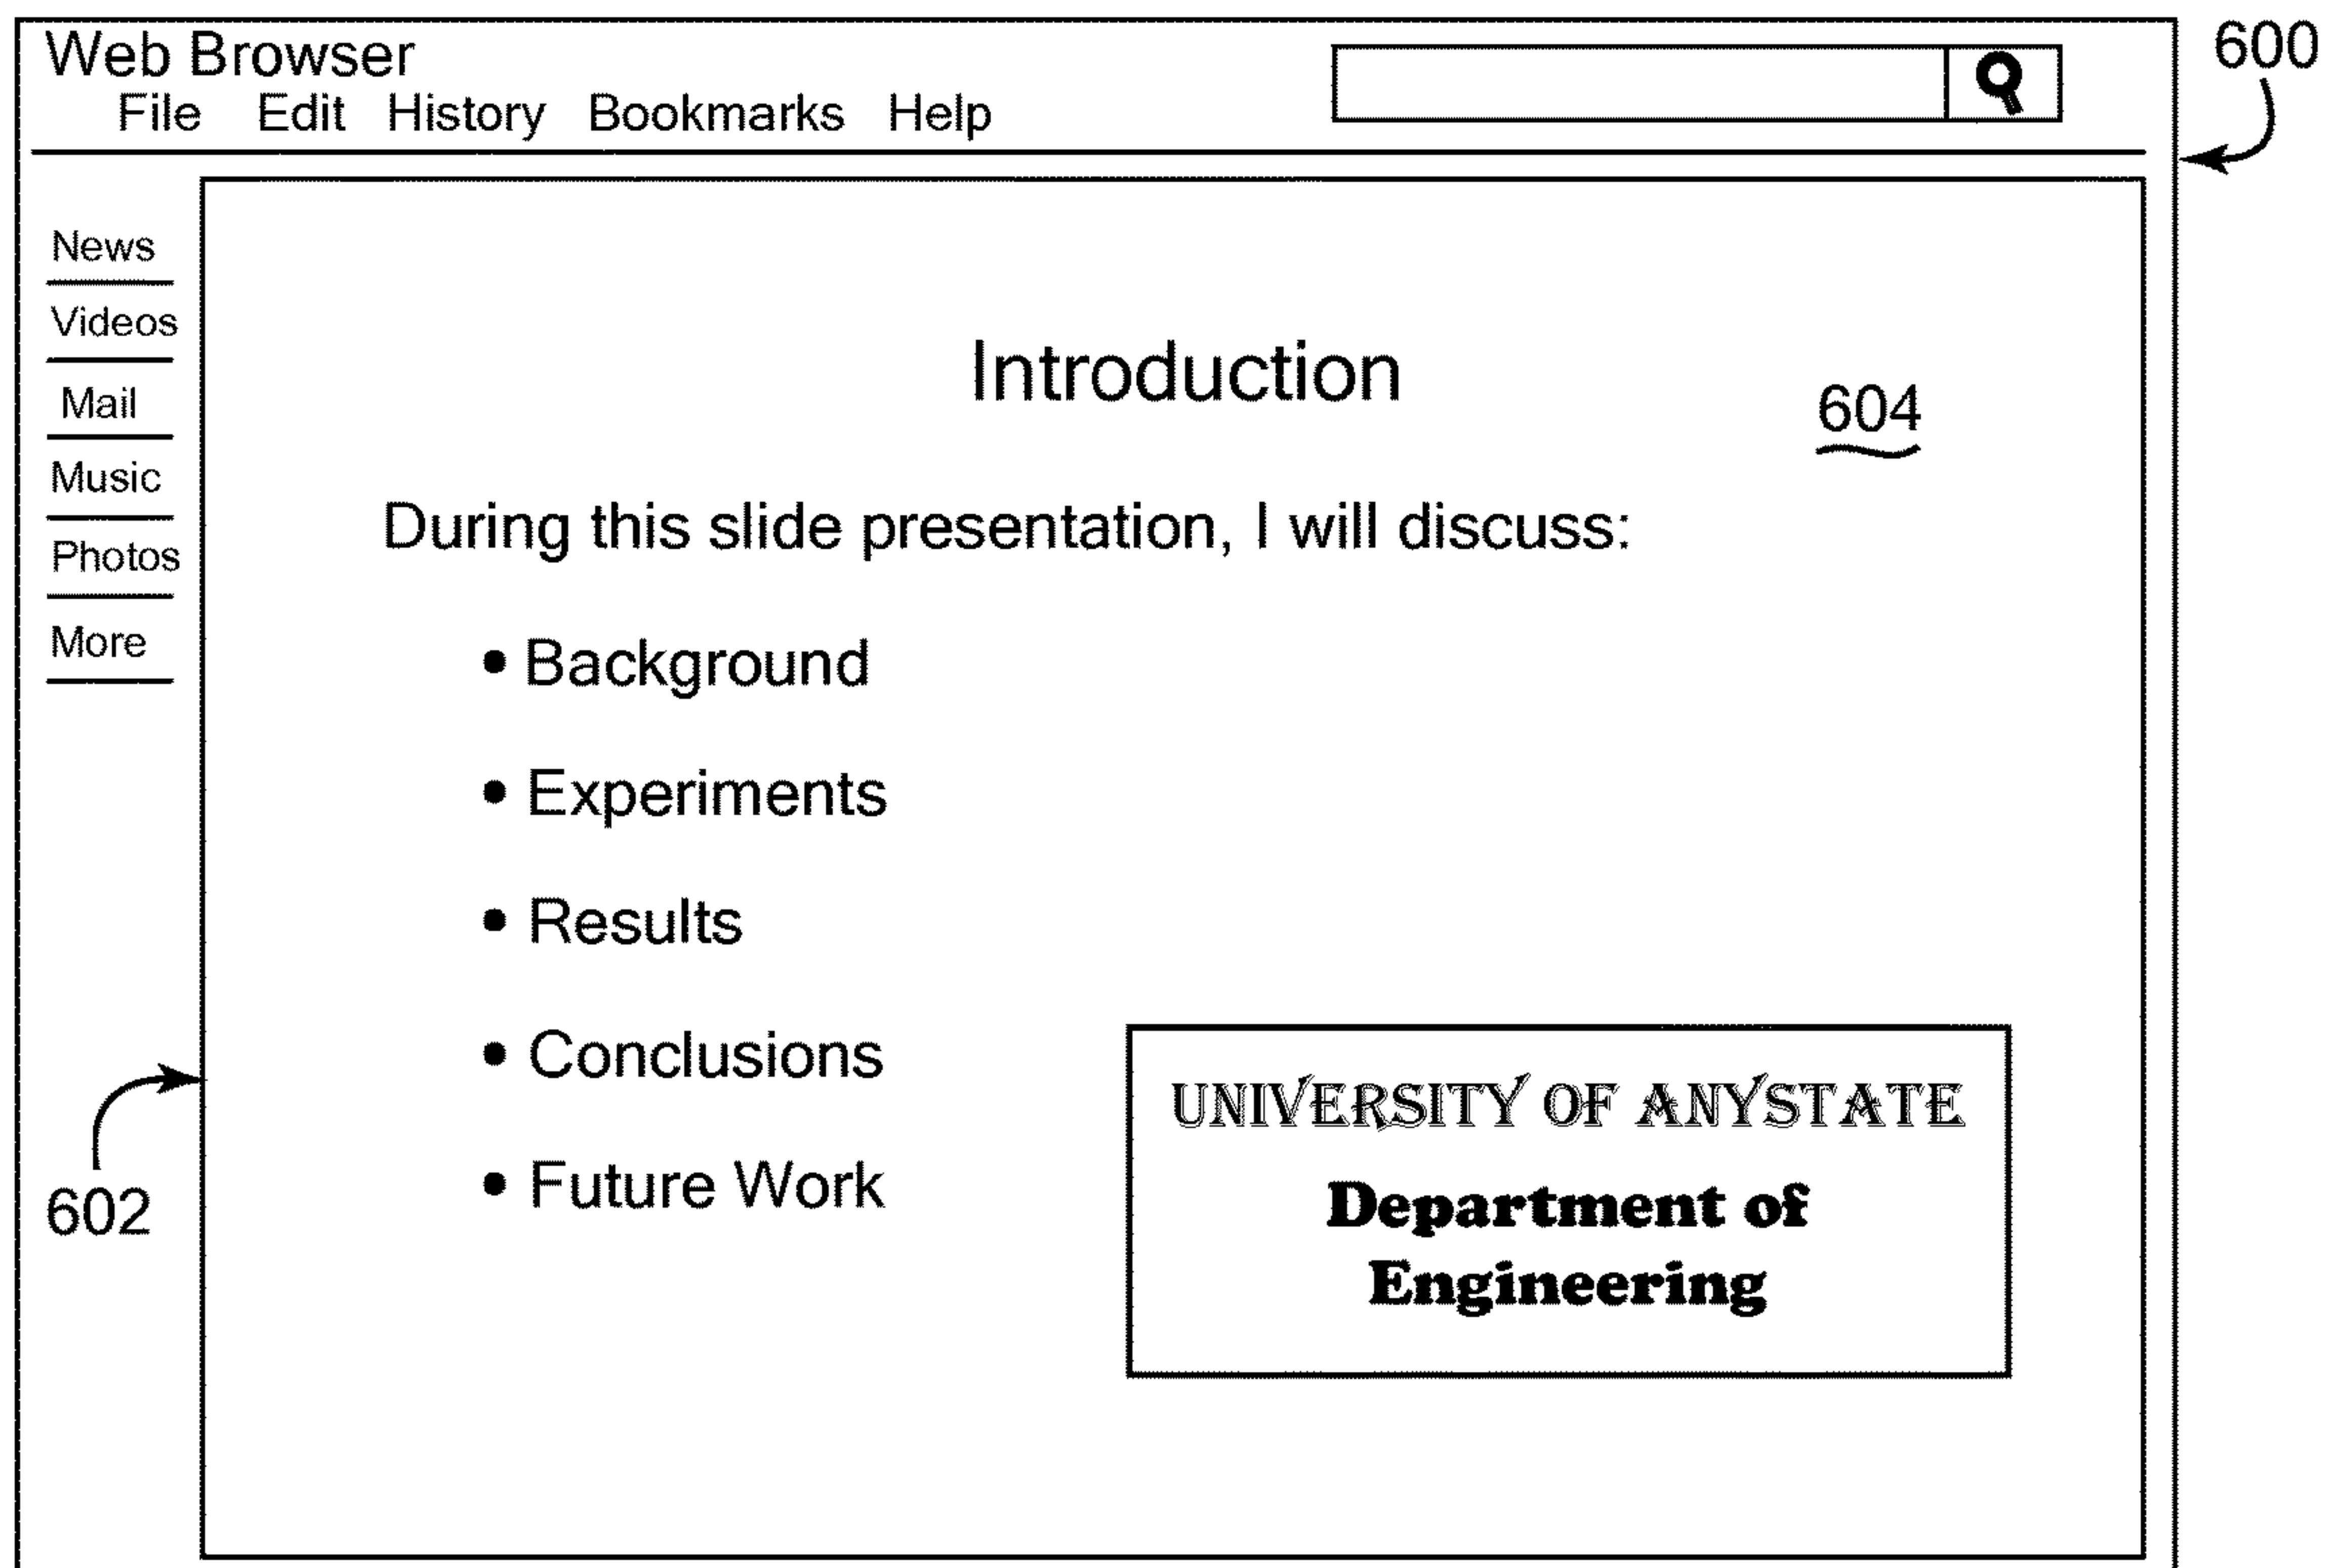 Web Browser
600
File Edit History Bookmarks Help
News
Videos
Mail
Music
Photos
More
Introduction
604
During this slide presentation, I will discuss:
• Background
• Experiments
• Results
• Conclusions
• Future Work
602
UNIVERSITY OF ANYSTATE
Department of
Engineering